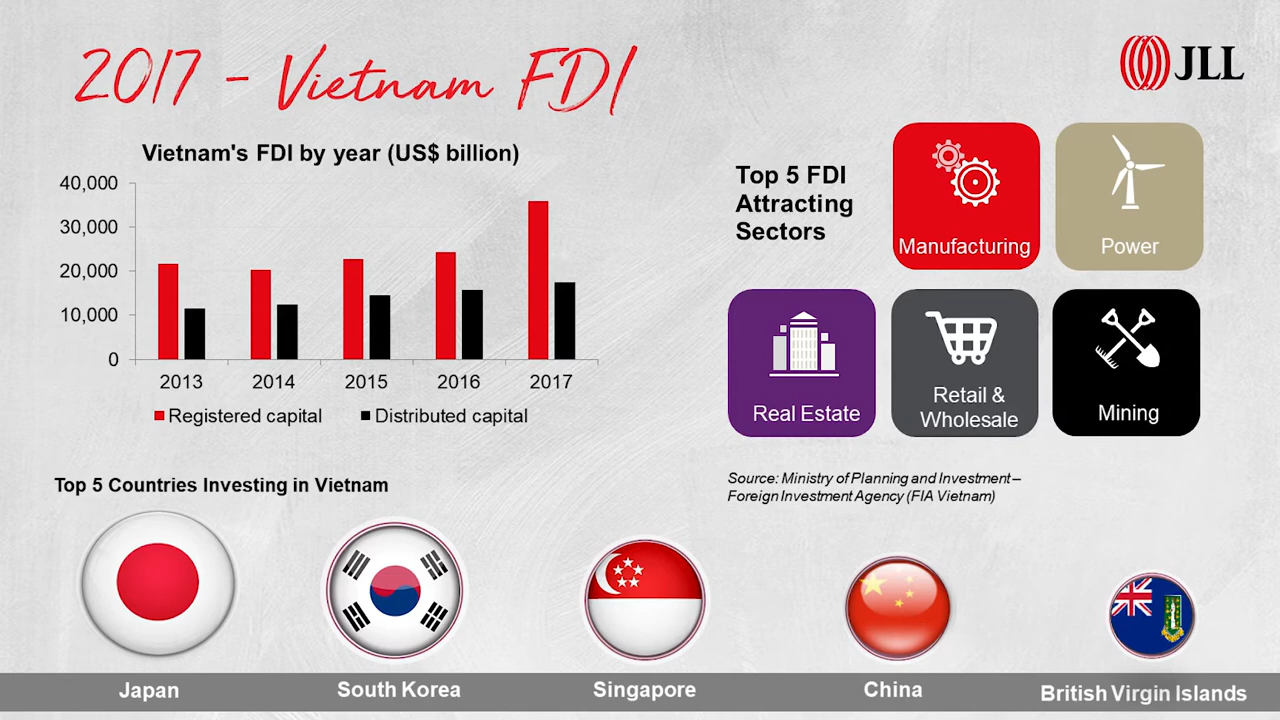 2017 - Vietnam FDI
JLL
Vietnam's FDI by year (US$ billion)
40,000
30,000
20,000
10,000
0
2013 2014 2015 2016 2017
Registered capital Distributed capital
Top 5 FDI
Attracting
Sectors
Manufacturing
Power
Real Estate
Retail &
Wholesale
Mining
Source: Ministry of Planning and Investment –
Foreign Investment Agency (FIA Vietnam)
Top 5 Countries Investing in Vietnam
Japan
South Korea
Singapore
China
British Virgin Islands